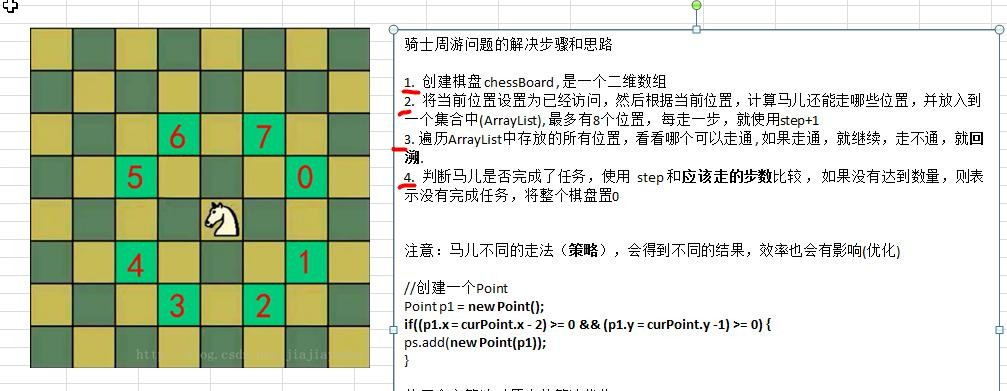 6 7
5 0
4 1
3 2
骑士周游问题的解决步骤和思路
1. 创建棋盘 chessBoard , 是一个二维数组
2. 将当前位置设置为已经访问，然后根据当前位置，计算马儿还能走哪些位置，并放入到
一个集合中(ArrayList), 最多有8个位置，每走一步，就使用step+1
3. 遍历ArrayList中存放的所有位置，看看哪个可以走通 , 如果走通，就继续，走不通，就回
溯.
4. 判断马儿是否完成了任务，使用 step 和应该走的步数比较 ，如果没有达到数量，则表
示没有完成任务，将整个棋盘置0
注意：马儿不同的走法（策略），会得到不同的结果，效率也会有影响(优化)
//创建一个Point
Point p1 = new Point();
if((p1.x = curPoint.x - 2) >= 0 && (p1.y = curPoint.y -1) >= 0) {
ps.add(new Point(p1));
}